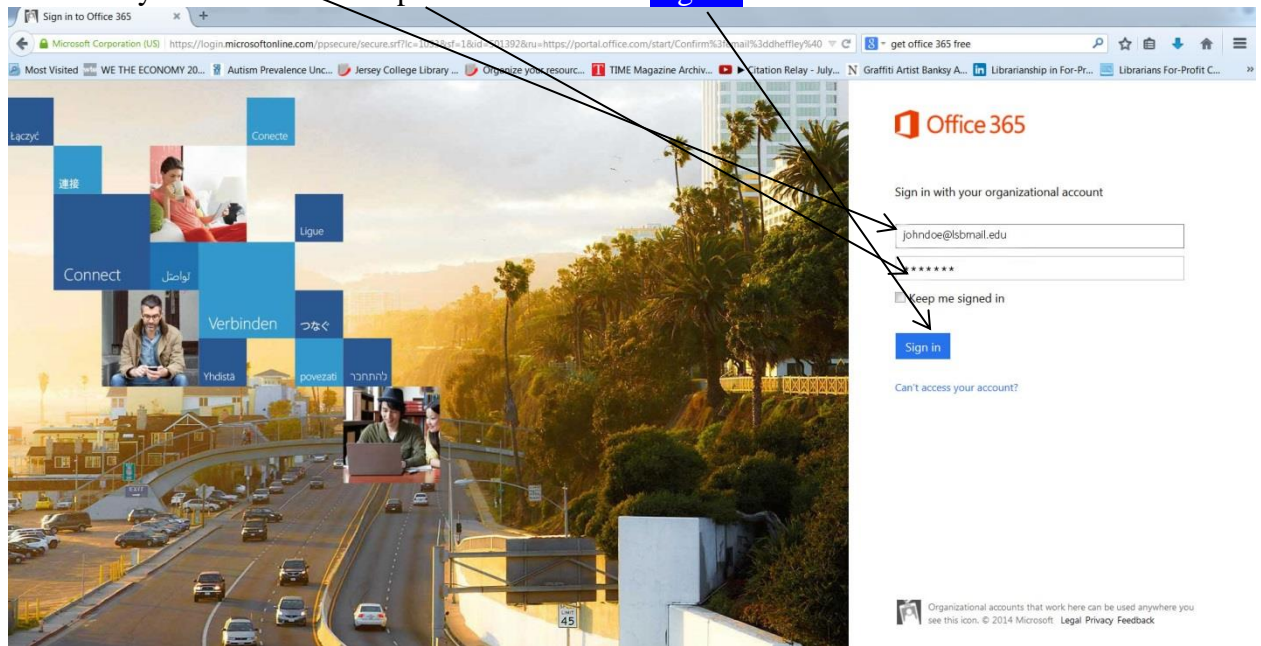 Sign in to Office 365 × +
Microsoft Corporation (US) https://login.microsoftonline.com/ppsecure/secure.srf?lc= get office 365 free
Most Visited WE THE ECONOMY 20... Autism Prevalence Unc... Jersey College Library ... Organize your resourc... TIME Magazine Archiv... Citation Relay - July... Graffiti Artist Banksy A... Librarianship in For-Pr... Librarians For-Profit C... »
Łączyć
Conecte
連接
Ligue
Connect
تواصَل
Verbinden
つなぐ
Yhdistä
povezati
להתחבר
EXIT
LIMIT
45
Office 365
Sign in with your organizational account
johndoe@lsbmail.edu
*******
Keep me signed in
Sign in
Can't access your account?
Organizational accounts that work here can be used anywhere you
see this icon. © 2014 Microsoft Legal Privacy Feedback